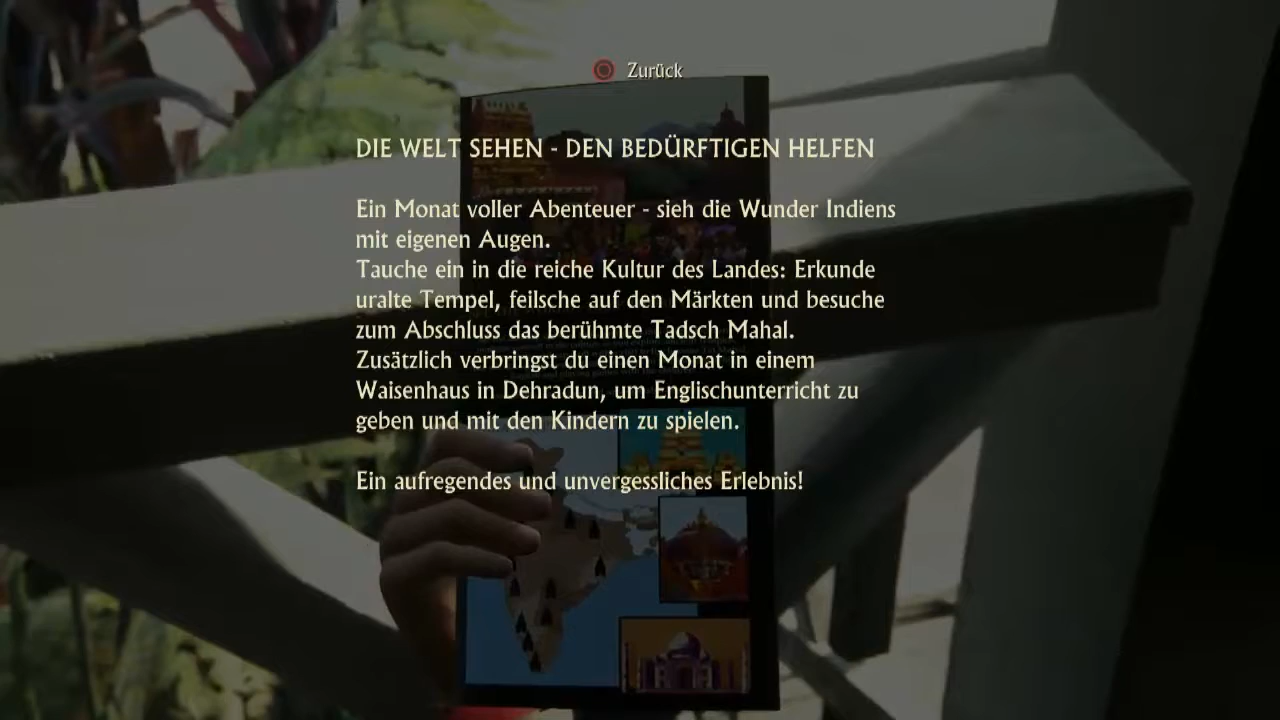 Zurück
DIE WELT SEHEN - DEN BEDÜRFTIGEN HELFEN
Ein Monat voller Abenteuer - sieh die Wunder Indiens
mit eigenen Augen.
Tauche ein in die reiche Kultur des Landes: Erkunde
uralte Tempel, feilsche auf den Märkten und besuche
zum Abschluss das berühmte Tadsch Mahal.
Zusätzlich verbringst du einen Monat in einem
Waisenhaus in Dehradun, um Englischunterricht zu
geben und mit den Kindern zu spielen.
Ein aufregendes und unvergessliches Erlebnis!